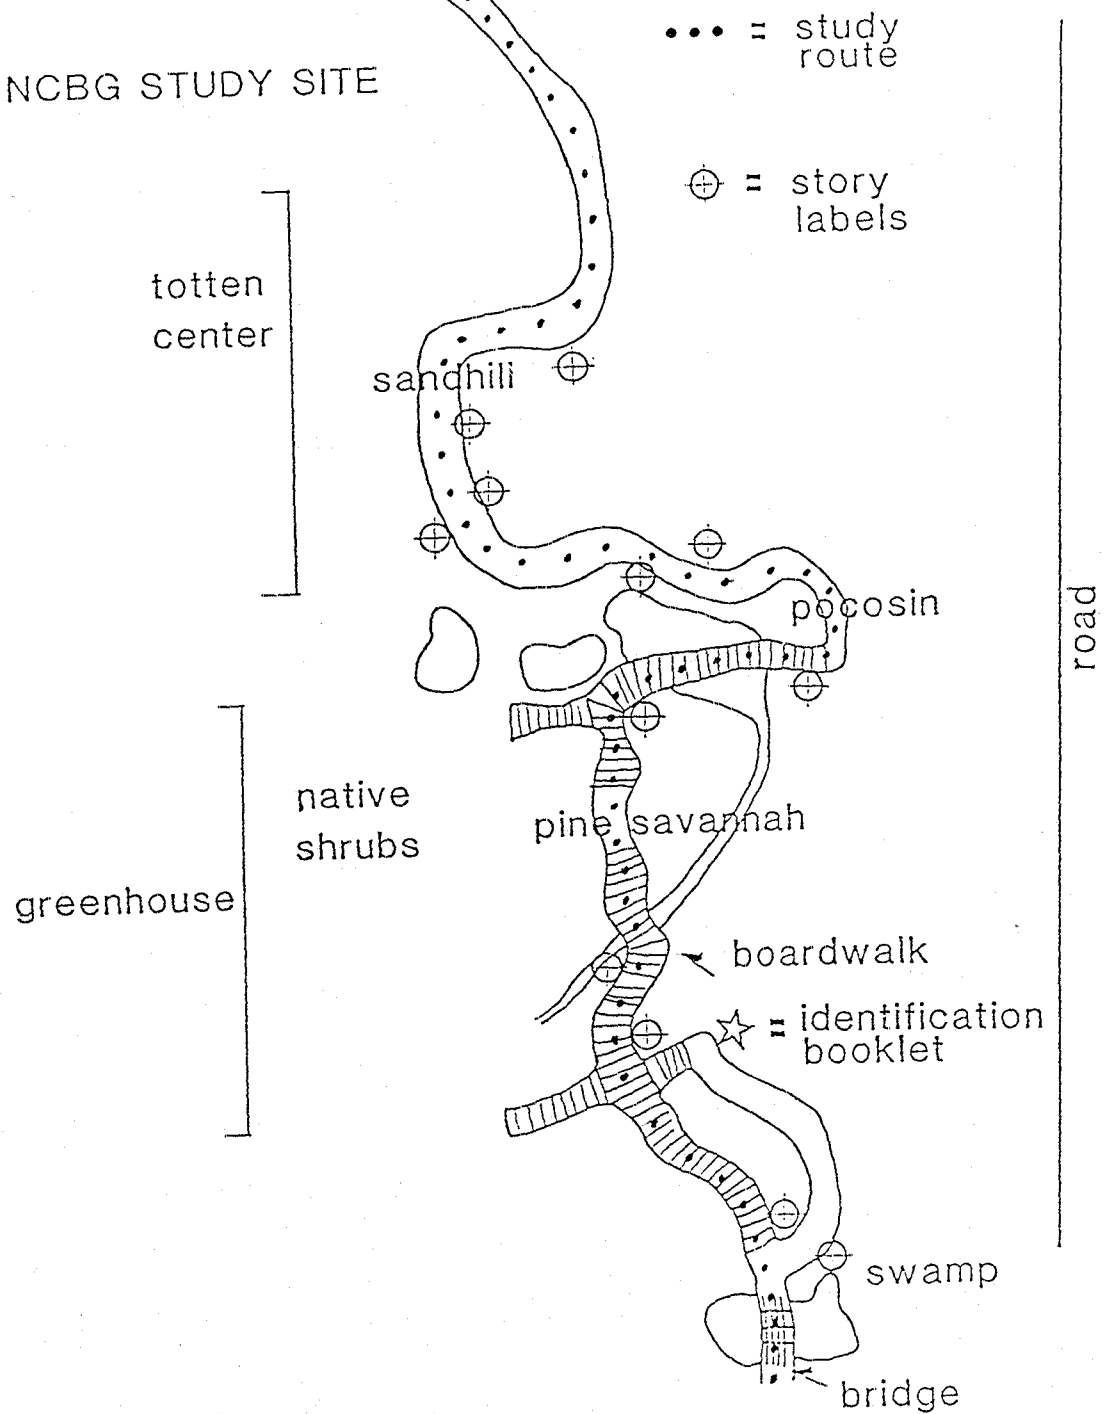 ••• = study
route
NCBG STUDY SITE
= story
labels
totten
center
sandhill
pocosin
road
native
shrubs
pine savannah
greenhouse
boardwalk
☆ = identification
booklet
swamp
bridge